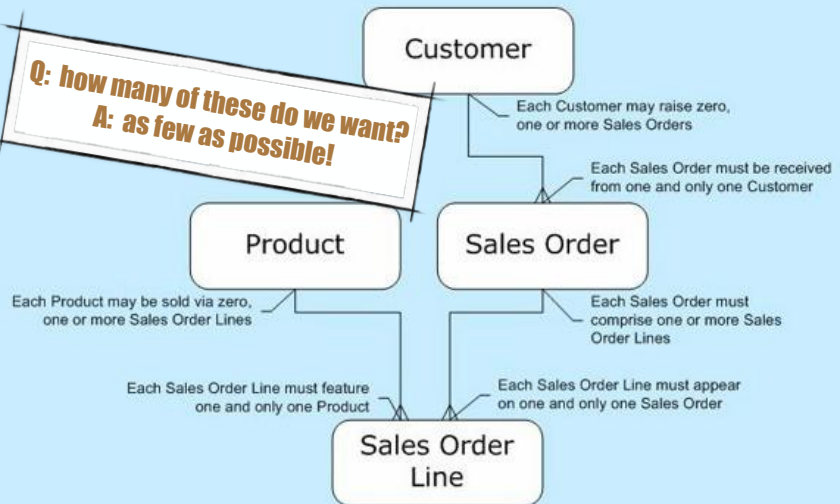 Customer
Q: how many of these do we want?
A: as few as possible!
Each Customer may raise zero,
one or more Sales Orders
Each Sales Order must be received
from one and only one Customer
Product
Sales Order
Each Product may be sold via zero,
one or more Sales Order Lines
Each Sales Order must
comprise one or more Sales
Order Lines
Each Sales Order Line must feature
one and only one Product
Each Sales Order Line must appear
on one and only one Sales Order
Sales Order
Line